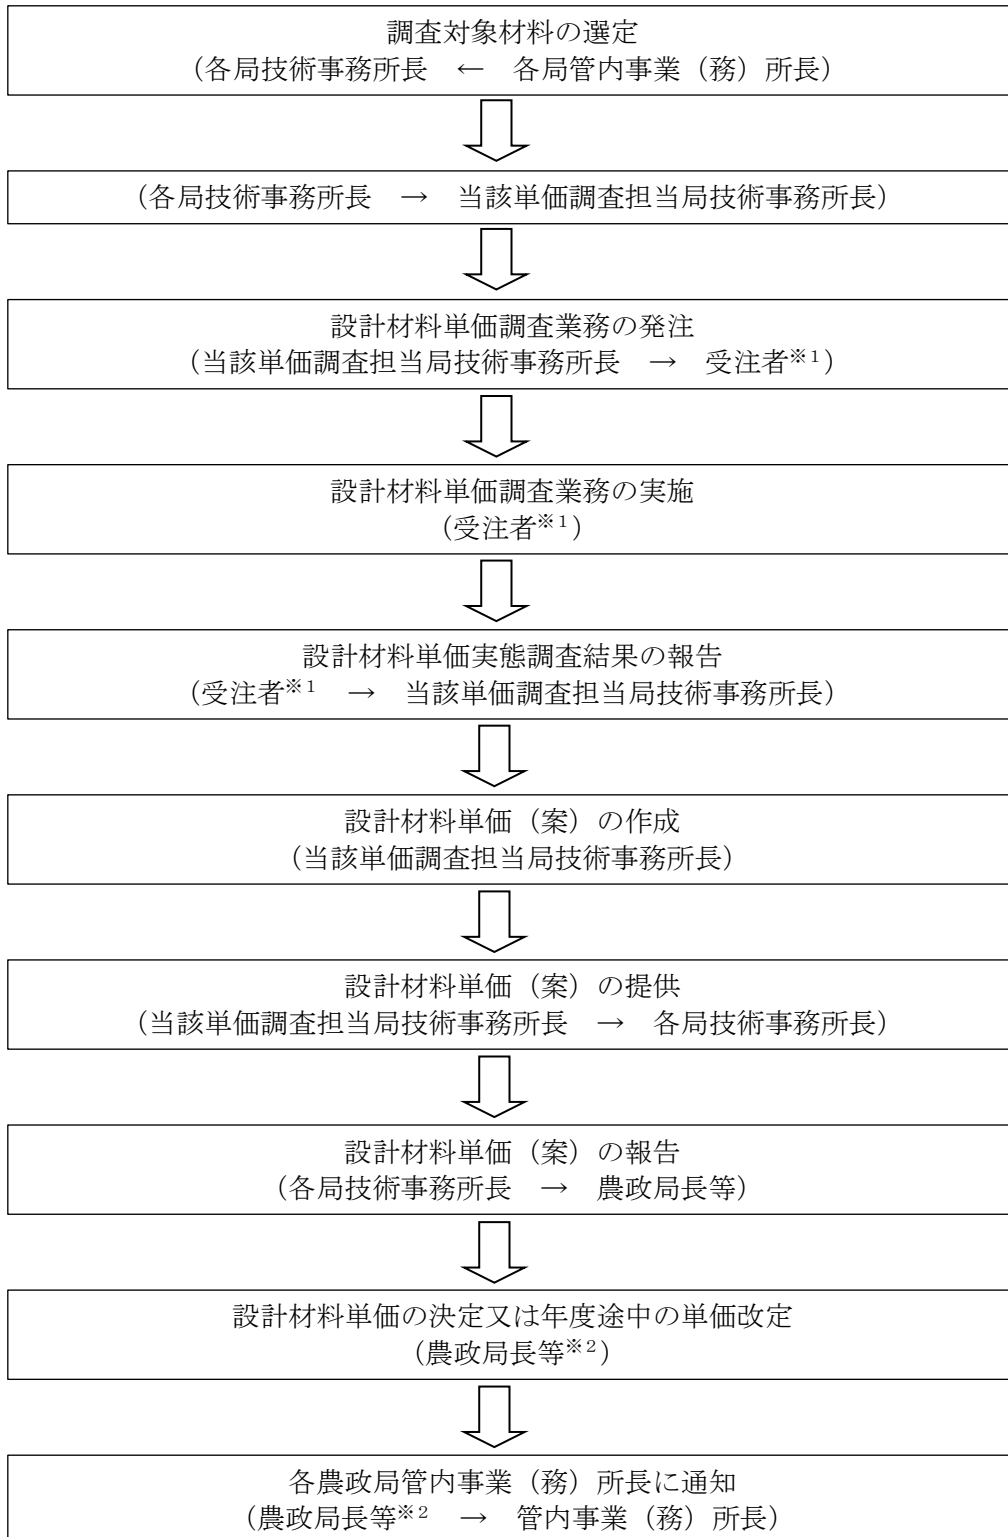 調査対象材料の選定
（各局技術事務所長　←　各局管内事業（務）所長）
（各局技術事務所長　→　当該単価調査担当局技術事務所長）
設計材料単価調査業務の発注
（当該単価調査担当局技術事務所長　→　受注者※１）
設計材料単価調査業務の実施
（受注者※１）
設計材料単価実態調査結果の報告
（受注者※１　→　当該単価調査担当局技術事務所長）
設計材料単価（案）の作成
（当該単価調査担当局技術事務所長）
設計材料単価（案）の提供
（当該単価調査担当局技術事務所長　→　各局技術事務所長）
設計材料単価（案）の報告
（各局技術事務所長　→　農政局長等）
設計材料単価の決定又は年度途中の単価改定
（農政局長等※２）
各農政局管内事業（務）所長に通知
（農政局長等※２　→　管内事業（務）所長）